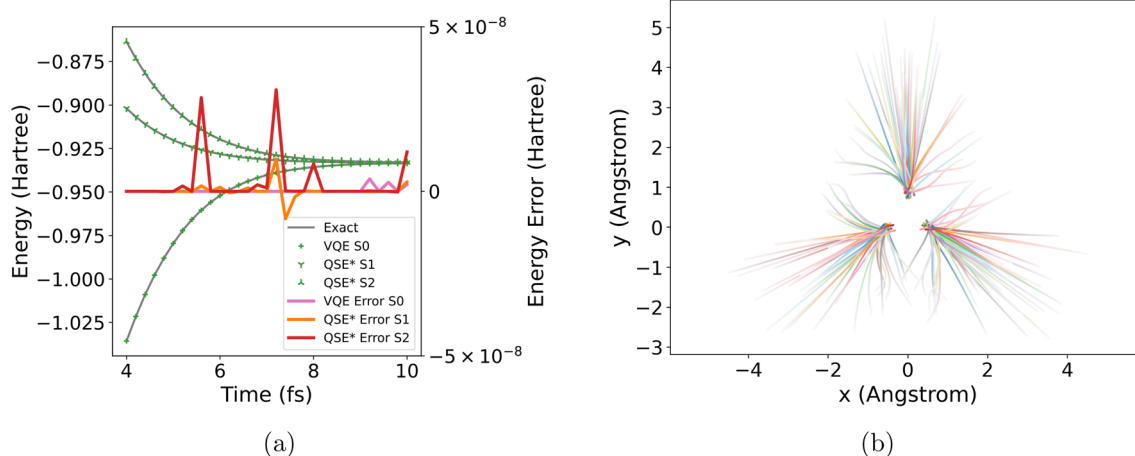 5 × 10⁻⁸
−0.875
−0.900
−0.925
−0.950
−0.975
−1.000
−1.025
0
−5 × 10⁻⁸
Energy (Hartree)
Energy Error (Hartree)
Exact
VQE S0
QSE* S1
QSE* S2
VQE Error S0
QSE* Error S1
QSE* Error S2
4 5 6 7 8 9 10
Time (fs)
(a)
5
4
3
2
1
0
−1
−2
−3
y (Angstrom)
−4 −2 0 2 4
x (Angstrom)
(b)